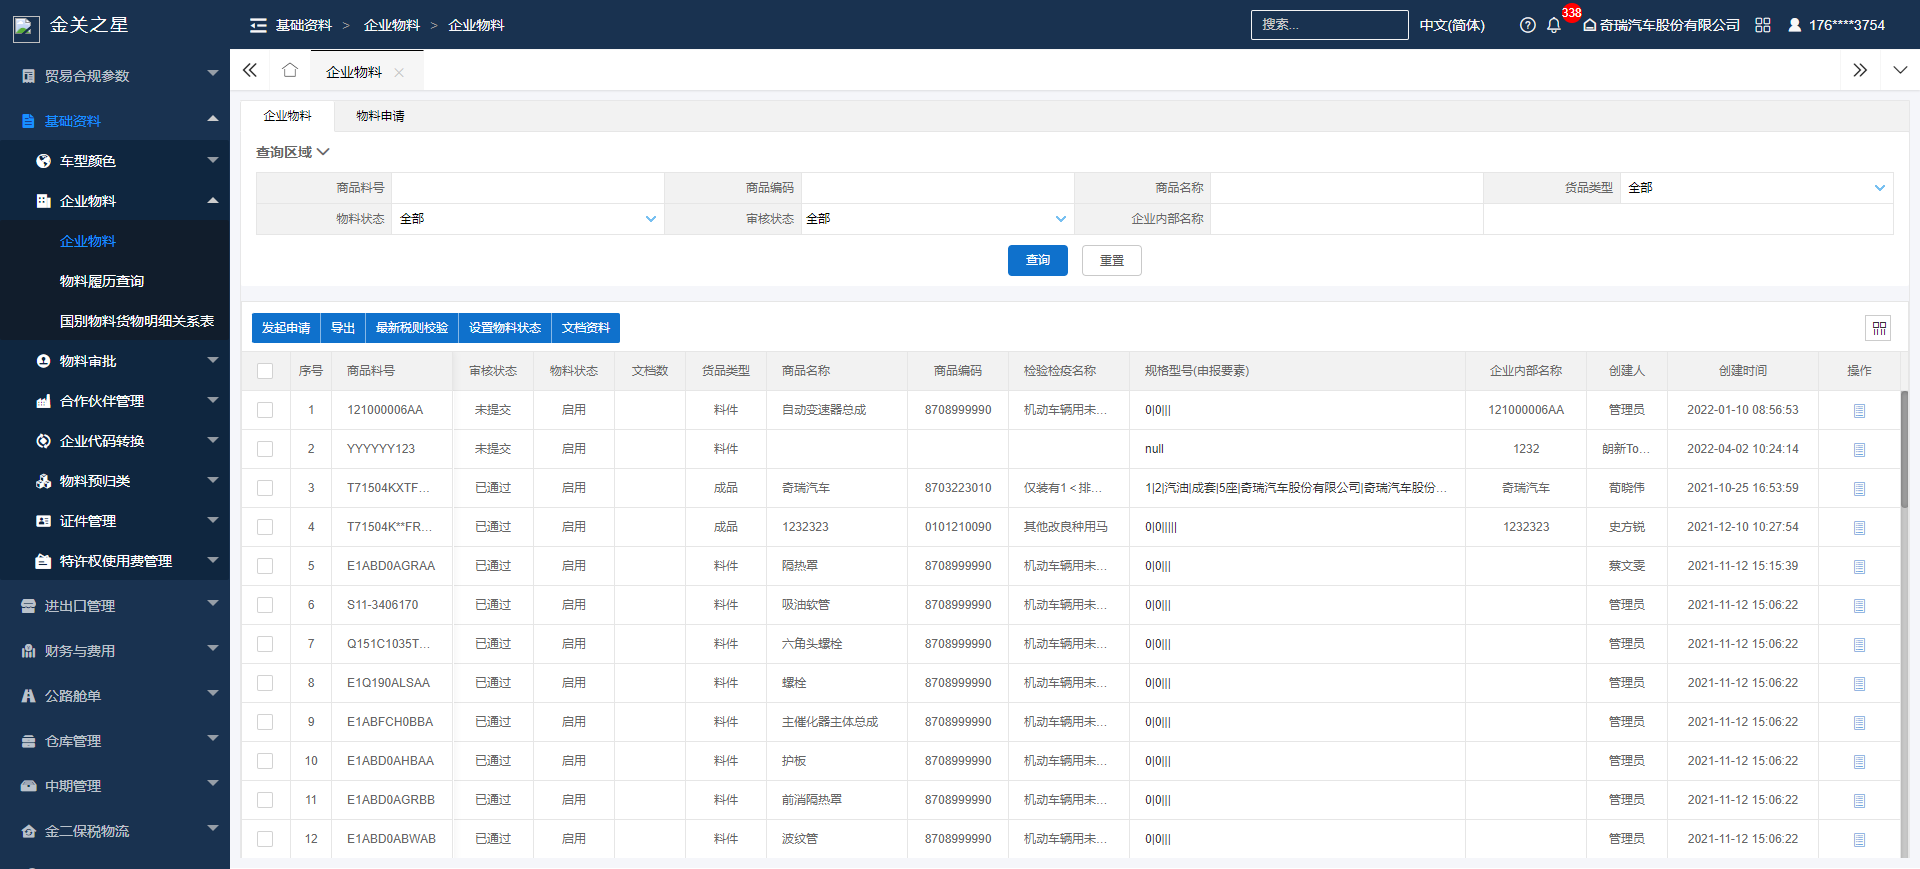 金关之星
基础资料 > 企业物料 > 企业物料
搜索...
中文(简体)
338
奇瑞汽车股份有限公司
176****3754
贸易合规参数
基础资料
车型颜色
企业物料
企业物料
物料履历查询
国别物料货物明细关系表
物料审批
合作伙伴管理
企业代码转换
物料预归类
证件管理
特许权使用费管理
进出口管理
财务与费用
公路舱单
仓库管理
中期管理
金二保税物流
企业物料
企业物料 物料申请
查询区域
商品料号 商品编码 商品名称 货品类型 全部
物料状态 全部 审核状态 全部 企业内部名称
查询 重置
发起申请 导出 最新税则校验 设置物料状态 文档资料
序号 商品料号 审核状态 物料状态 文档数 货品类型 商品名称 商品编码 检验检疫名称 规格型号(申报要素) 企业内部名称 创建人 创建时间 操作
1 121000006AA 未提交 启用 料件 自动变速器总成 8708999990 机动车辆用未... 0|0||| 121000006AA 管理员 2022-01-10 08:56:53
2 YYYYYY123 未提交 启用 料件 null 1232 朗新To... 2022-04-02 10:24:14
3 T71504KXTF... 已通过 启用 成品 奇瑞汽车 8703223010 仅装有1＜排... 1|2|汽油|成套|5座|奇瑞汽车股份有限公司|奇瑞汽车股份... 奇瑞汽车 荀晓伟 2021-10-25 16:53:59
4 T71504K**FR... 已通过 启用 成品 1232323 0101210090 其他改良种用马 0|0||||| 1232323 史方锐 2021-12-10 10:27:54
5 E1ABD0AGRAA 已通过 启用 料件 隔热罩 8708999990 机动车辆用未... 0|0||| 蔡文雯 2021-11-12 15:15:39
6 S11-3406170 已通过 启用 料件 吸油软管 8708999990 机动车辆用未... 0|0||| 管理员 2021-11-12 15:06:22
7 Q151C1035T... 已通过 启用 料件 六角头螺栓 8708999990 机动车辆用未... 0|0||| 管理员 2021-11-12 15:06:22
8 E1Q190ALSAA 已通过 启用 料件 螺栓 8708999990 机动车辆用未... 0|0||| 管理员 2021-11-12 15:06:22
9 E1ABFCH0BBA 已通过 启用 料件 主催化器主体总成 8708999990 机动车辆用未... 0|0||| 管理员 2021-11-12 15:06:22
10 E1ABD0AHBAA 已通过 启用 料件 护板 8708999990 机动车辆用未... 0|0||| 管理员 2021-11-12 15:06:22
11 E1ABD0AGRBB 已通过 启用 料件 前消隔热罩 8708999990 机动车辆用未... 0|0||| 管理员 2021-11-12 15:06:22
12 E1ABD0ABWAB 已通过 启用 料件 波纹管 8708999990 机动车辆用未... 0|0||| 管理员 2021-11-12 15:06:22